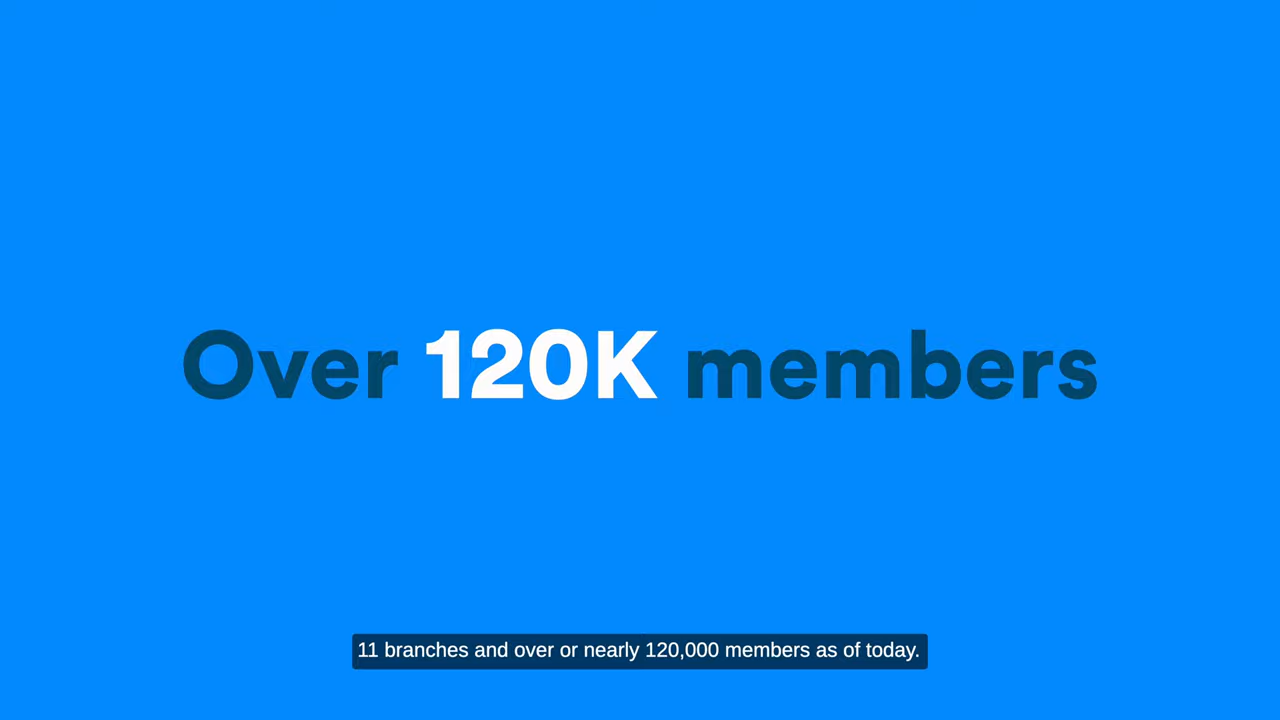 Over 120K members
11 branches and over or nearly 120,000 members as of today.